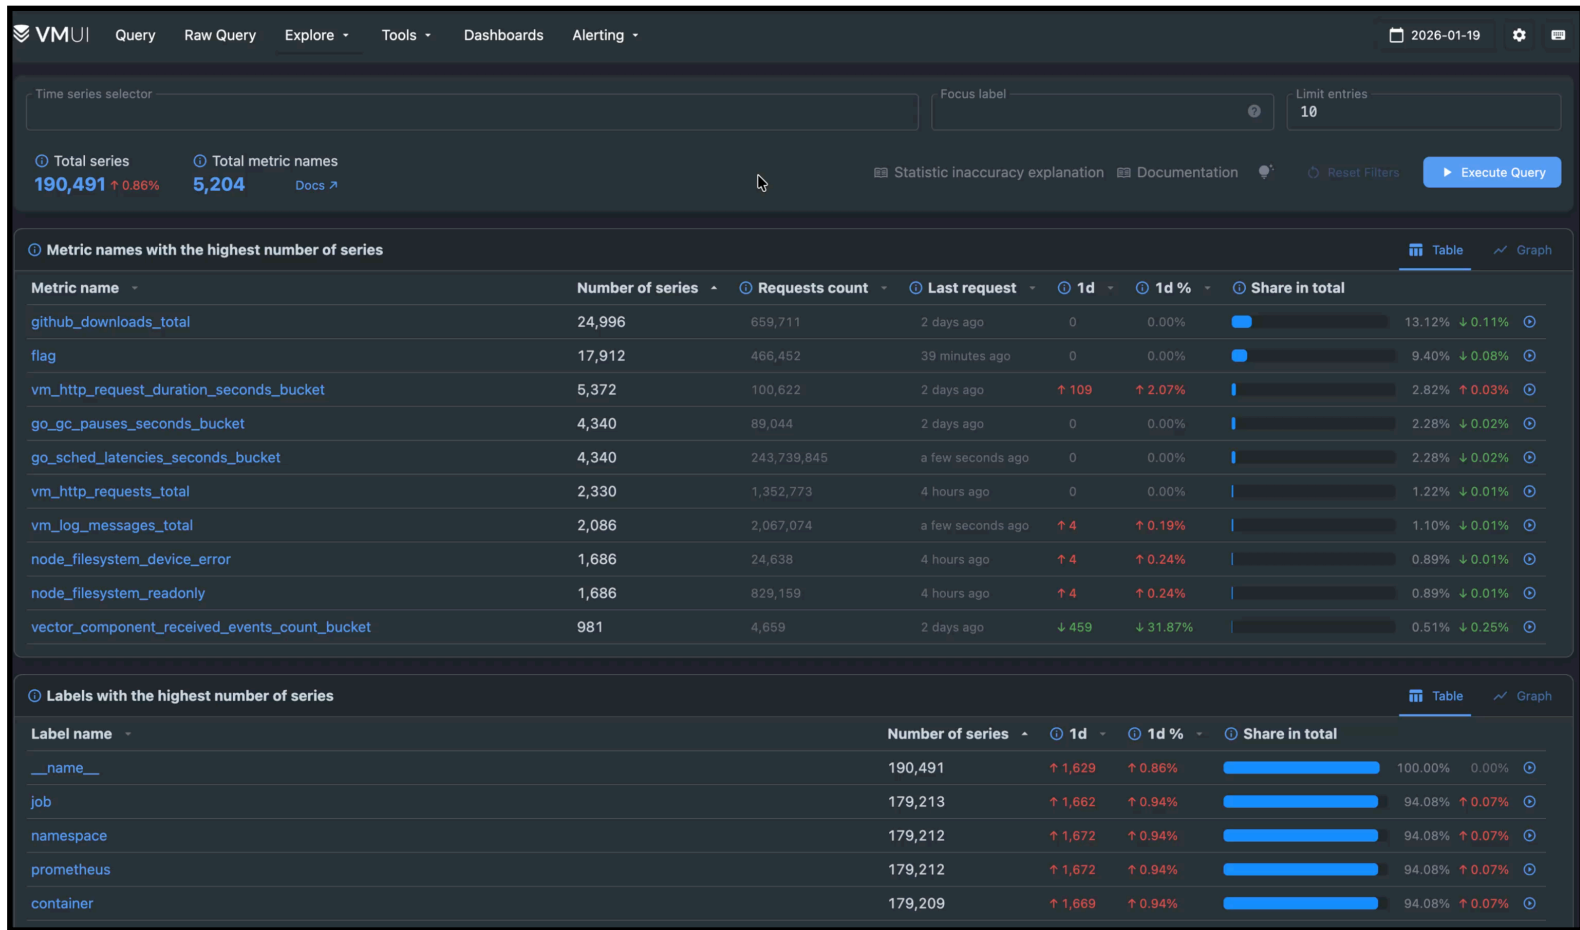 VMUI Query Raw Query Explore Tools Dashboards Alerting 2026-01-19
Time series selector Focus label Limit entries
10
Total series Total metric names
190,491 ↑ 0.86% 5,204 Docs ↗
Statistic inaccuracy explanation Documentation Reset Filters Execute Query
Metric names with the highest number of series Table Graph
Metric name Number of series Requests count Last request 1d 1d % Share in total
github_downloads_total 24,996 659,711 2 days ago 0 0.00% 13.12% ↓ 0.11%
flag 17,912 466,452 39 minutes ago 0 0.00% 9.40% ↓ 0.08%
vm_http_request_duration_seconds_bucket 5,372 100,622 2 days ago ↑ 109 ↑ 2.07% 2.82% ↑ 0.03%
go_gc_pauses_seconds_bucket 4,340 89,044 2 days ago 0 0.00% 2.28% ↓ 0.02%
go_sched_latencies_seconds_bucket 4,340 243,739,845 a few seconds ago 0 0.00% 2.28% ↓ 0.02%
vm_http_requests_total 2,330 1,352,773 4 hours ago 0 0.00% 1.22% ↓ 0.01%
vm_log_messages_total 2,086 2,067,074 a few seconds ago ↑ 4 ↑ 0.19% 1.10% ↓ 0.01%
node_filesystem_device_error 1,686 24,638 4 hours ago ↑ 4 ↑ 0.24% 0.89% ↓ 0.01%
node_filesystem_readonly 1,686 829,159 4 hours ago ↑ 4 ↑ 0.24% 0.89% ↓ 0.01%
vector_component_received_events_count_bucket 981 4,659 2 days ago ↓ 459 ↓ 31.87% 0.51% ↓ 0.25%
Labels with the highest number of series Table Graph
Label name Number of series 1d 1d % Share in total
__name__ 190,491 ↑ 1,629 ↑ 0.86% 100.00% 0.00%
job 179,213 ↑ 1,662 ↑ 0.94% 94.08% ↑ 0.07%
namespace 179,212 ↑ 1,672 ↑ 0.94% 94.08% ↑ 0.07%
prometheus 179,212 ↑ 1,672 ↑ 0.94% 94.08% ↑ 0.07%
container 179,209 ↑ 1,669 ↑ 0.94% 94.08% ↑ 0.07%